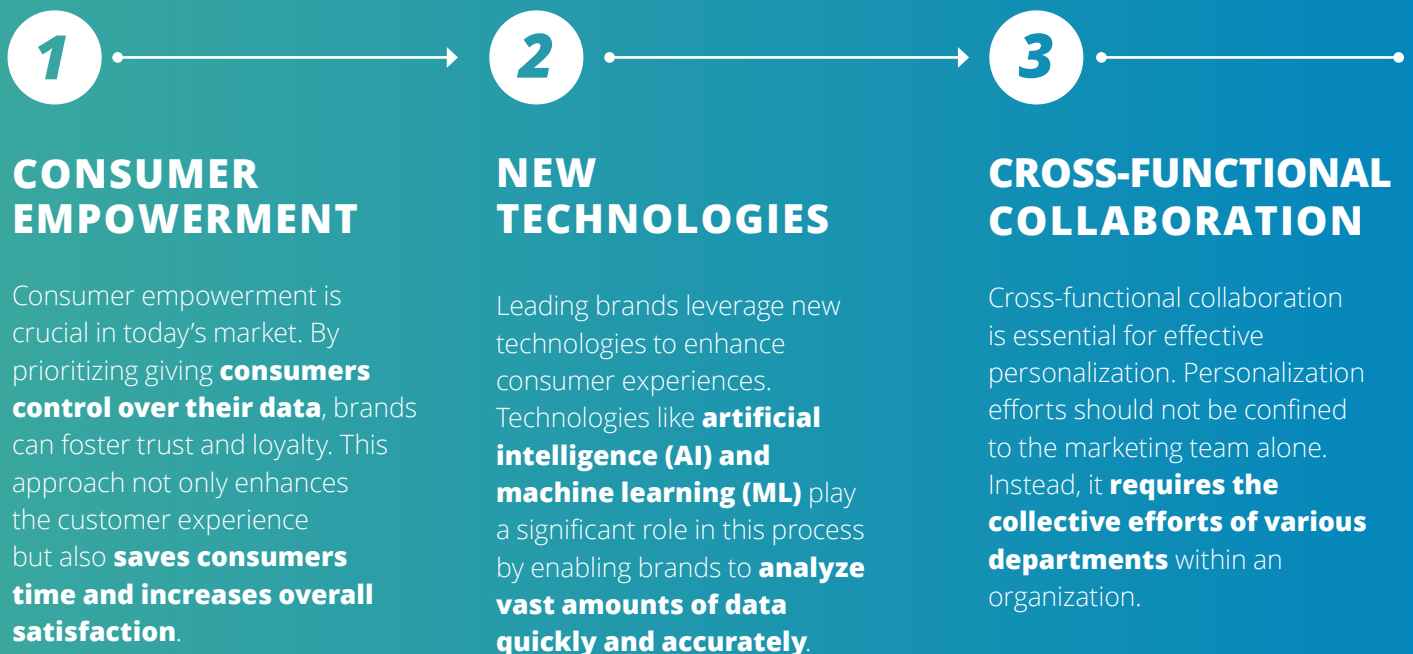 1
CONSUMER
EMPOWERMENT
Consumer empowerment is
crucial in today’s market. By
prioritizing giving consumers
control over their data, brands
can foster trust and loyalty. This
approach not only enhances
the customer experience
but also saves consumers
time and increases overall
satisfaction.
2
NEW
TECHNOLOGIES
Leading brands leverage new
technologies to enhance
consumer experiences.
Technologies like artificial
intelligence (AI) and
machine learning (ML) play
a significant role in this process
by enabling brands to analyze
vast amounts of data
quickly and accurately.
3
CROSS-FUNCTIONAL
COLLABORATION
Cross-functional collaboration
is essential for effective
personalization. Personalization
efforts should not be confined
to the marketing team alone.
Instead, it requires the
collective efforts of various
departments within an
organization.